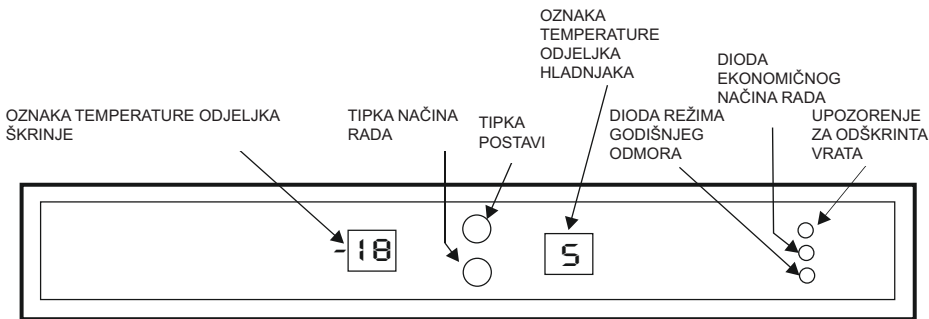 OZNAKA
TEMPERATURE
ODJELJKA
HLADNJAKA
DIODA
EKONOMIČNOG
NAČINA RADA
OZNAKA TEMPERATURE ODJELJKA
ŠKRINJE
TIPKA NAČINA
RADA
TIPKA
POSTAVI
DIODA REŽIMA
GODIŠNJEG
ODMORA
UPOZORENJE
ZA ODŠKRINTA
VRATA
-18
5